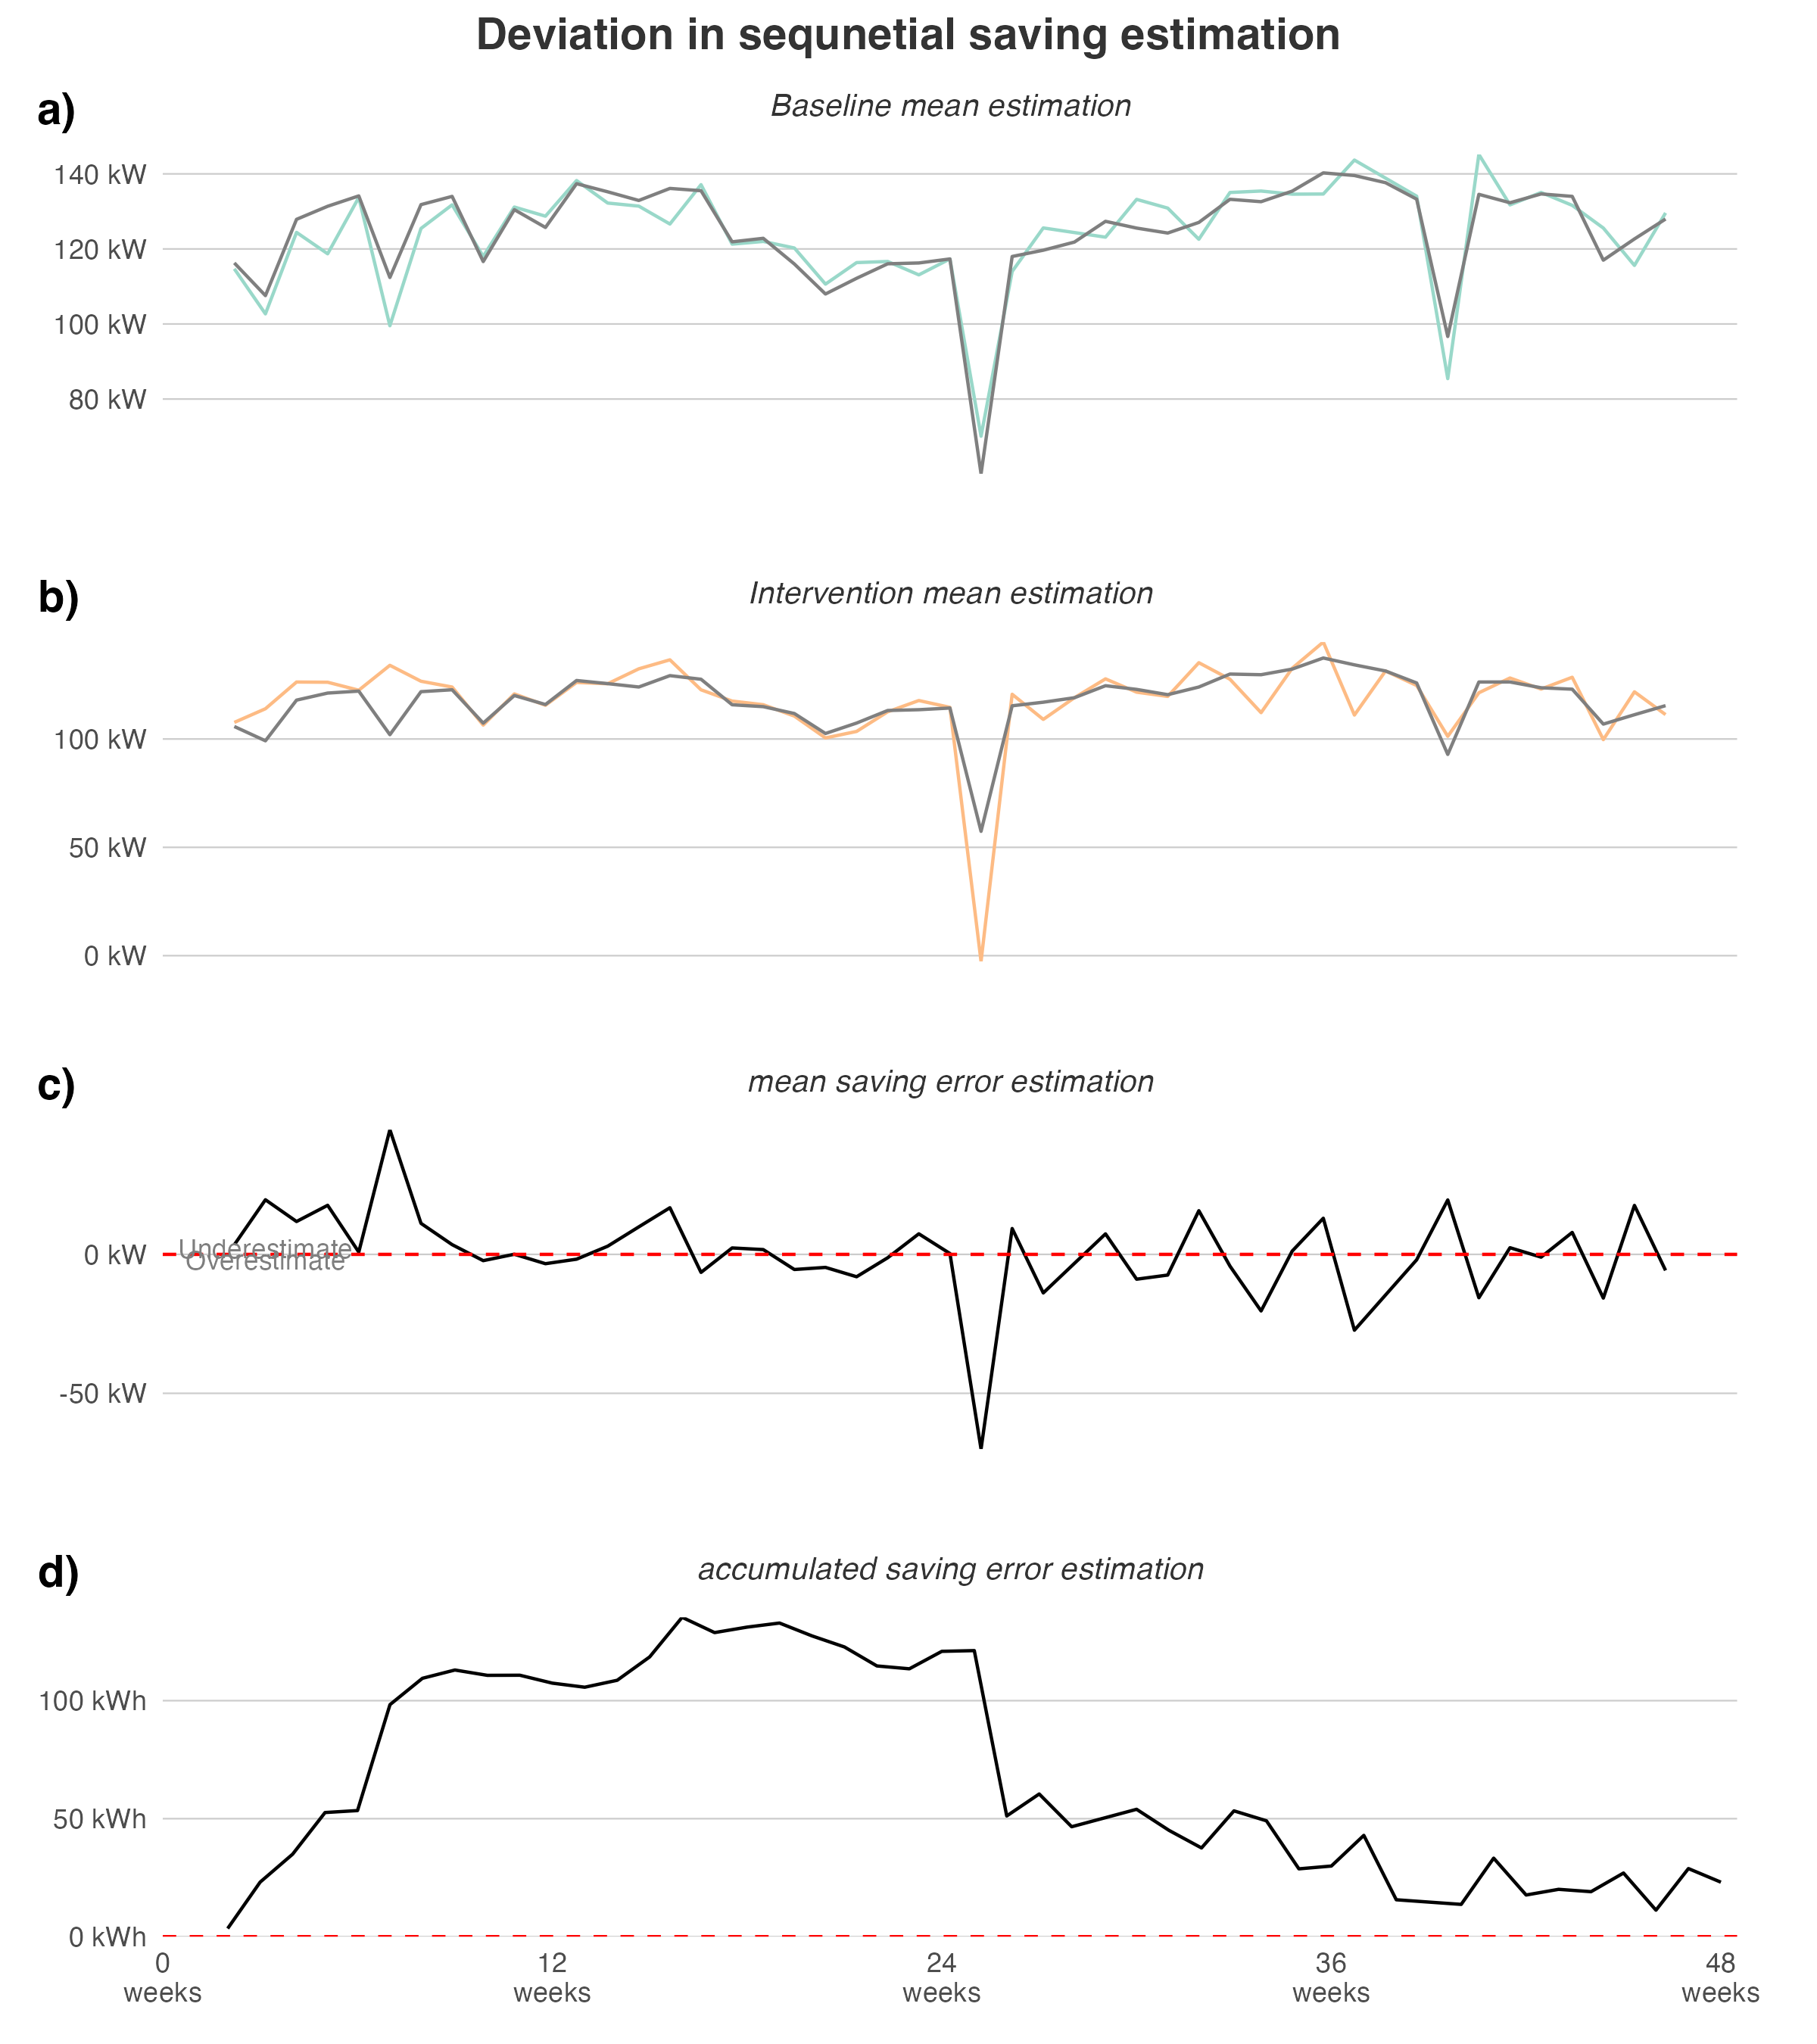 Deviation in sequnetial saving estimation
a)
Baseline mean estimation
140 kW
120 kW
100 kW
80 kW
b)
Intervention mean estimation
100 kW
50 kW
0 kW
c)
mean saving error estimation
Underestimate
0 kW
Overestimate
-50 kW
d)
accumulated saving error estimation
100 kWh
50 kWh
0 kWh
0 12 24 36 48
weeks weeks weeks weeks weeks